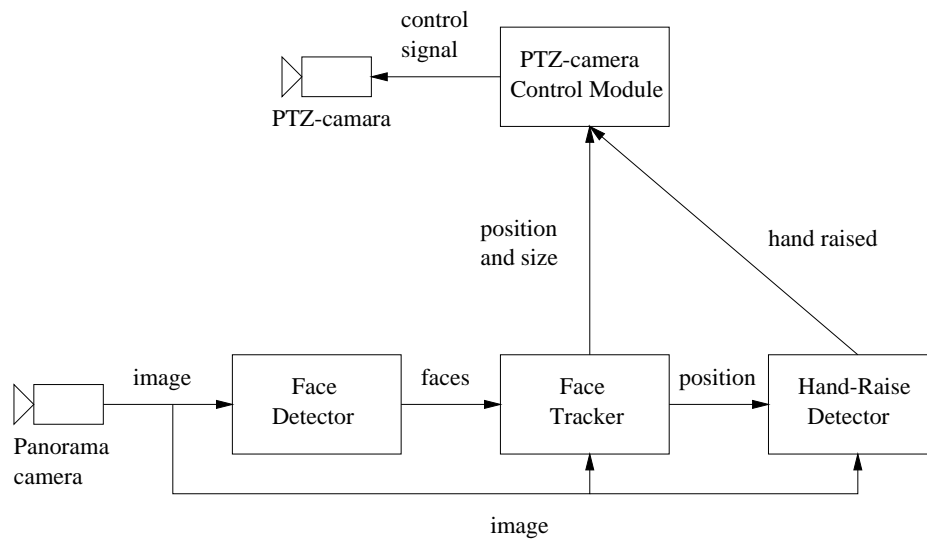 control
signal
PTZ-camera
Control Module
PTZ-camara
position
and size
hand raised
image
Face
Detector
faces
Face
Tracker
position
Hand-Raise
Detector
Panorama
camera
image